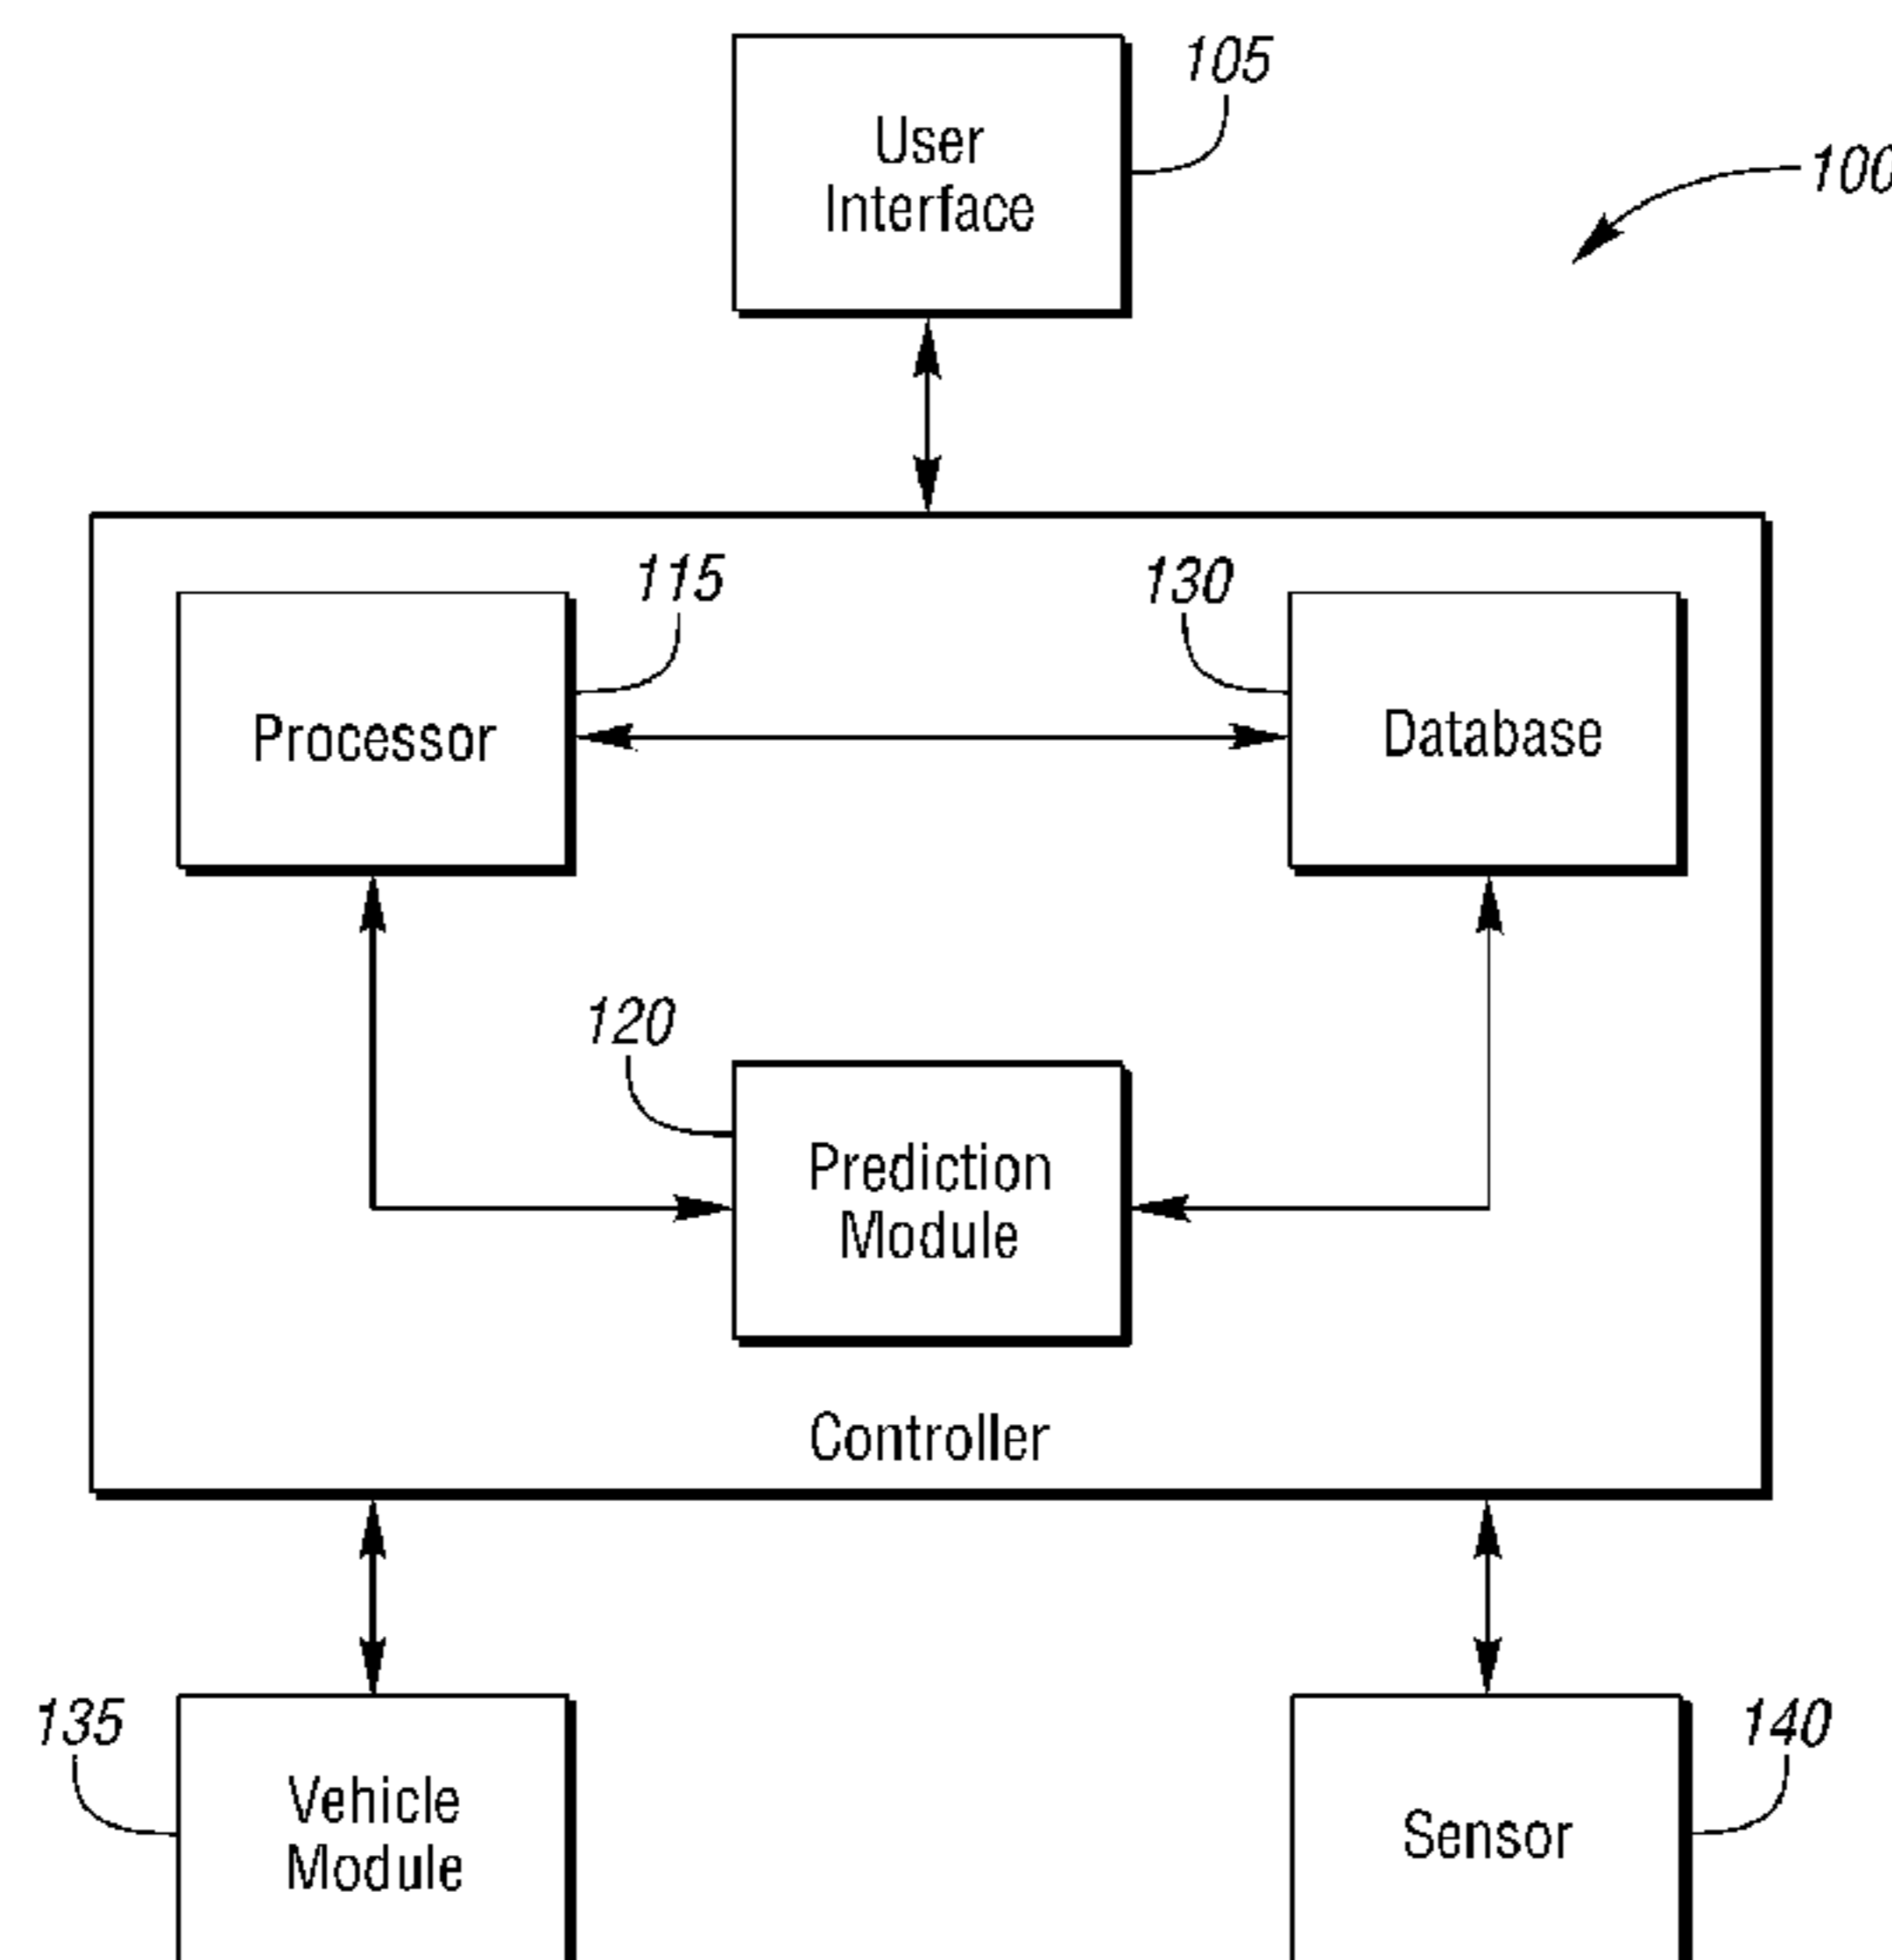 105
User
Interface
100
115
130
Processor
Database
120
Prediction
Module
Controller
135
140
Vehicle
Module
Sensor